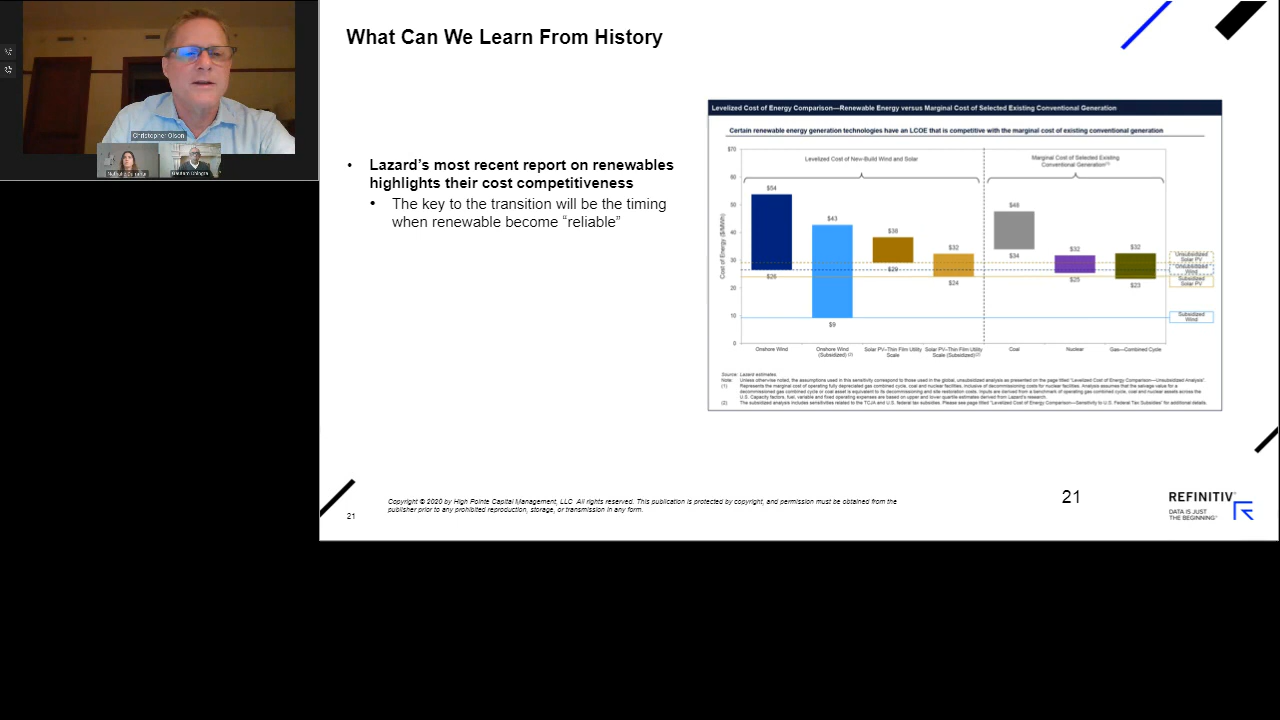 What Can We Learn From History
Christopher Olson
• Lazard’s most recent report on renewables
highlights their cost competitiveness
• The key to the transition will be the timing
when renewable become “reliable”
Levelized Cost of Energy Comparison—Renewable Energy versus Marginal Cost of Selected Existing Conventional Generation
Certain renewable energy generation technologies have an LCOE that is competitive with the marginal cost of existing conventional generation
Levelized Cost of New-Build Wind and Solar
Marginal Cost of Selected Existing
Conventional Generation(1)
Cost of Energy ($/MWh)
$70
60
50
40
30
20
10
0
$54
$26
$43
$9
$38
$29
$32
$24
$48
$34
$32
$25
$32
$23
Unsubsidized
Solar PV
Unsubsidized
Wind
Subsidized
Solar PV
Subsidized
Wind
Onshore Wind
Onshore Wind
(Subsidized) (2)
Solar PV–Thin Film Utility
Scale
Solar PV–Thin Film Utility
Scale (Subsidized)(2)
Coal
Nuclear
Gas—Combined Cycle
Source: Lazard estimates.
Note: Unless otherwise noted, the assumptions used in this sensitivity correspond to those used in the global, unsubsidized analysis as presented on the page titled “Levelized Cost of Energy Comparison—Unsubsidized Analysis”.
(1) Represents the marginal cost of operating fully depreciated gas combined cycle, coal and nuclear facilities, inclusive of decommissioning costs for nuclear facilities. Analysis assumes that the salvage value for a
decommissioned gas combined cycle or coal asset is equivalent to its decommissioning and site restoration costs. Inputs are derived from a benchmark of operating gas combined cycle, coal and nuclear assets across the
U.S. Capacity factors, fuel, variable and fixed operating expenses are based on upper and lower quartile estimates derived from Lazard’s research.
(2) The subsidized analysis includes sensitivities related to the TCJA and U.S. federal tax subsidies. Please see page titled “Levelized Cost of Energy Comparison—Sensitivity to U.S. Federal Tax Subsidies” for additional details.
Copyright © 2020 by High Pointe Capital Management, LLC All rights reserved. This publication is protected by copyright, and permission must be obtained from the
publisher prior to any prohibited reproduction, storage, or transmission in any form.
21
21
REFINITIV
DATA IS JUST
THE BEGINNING